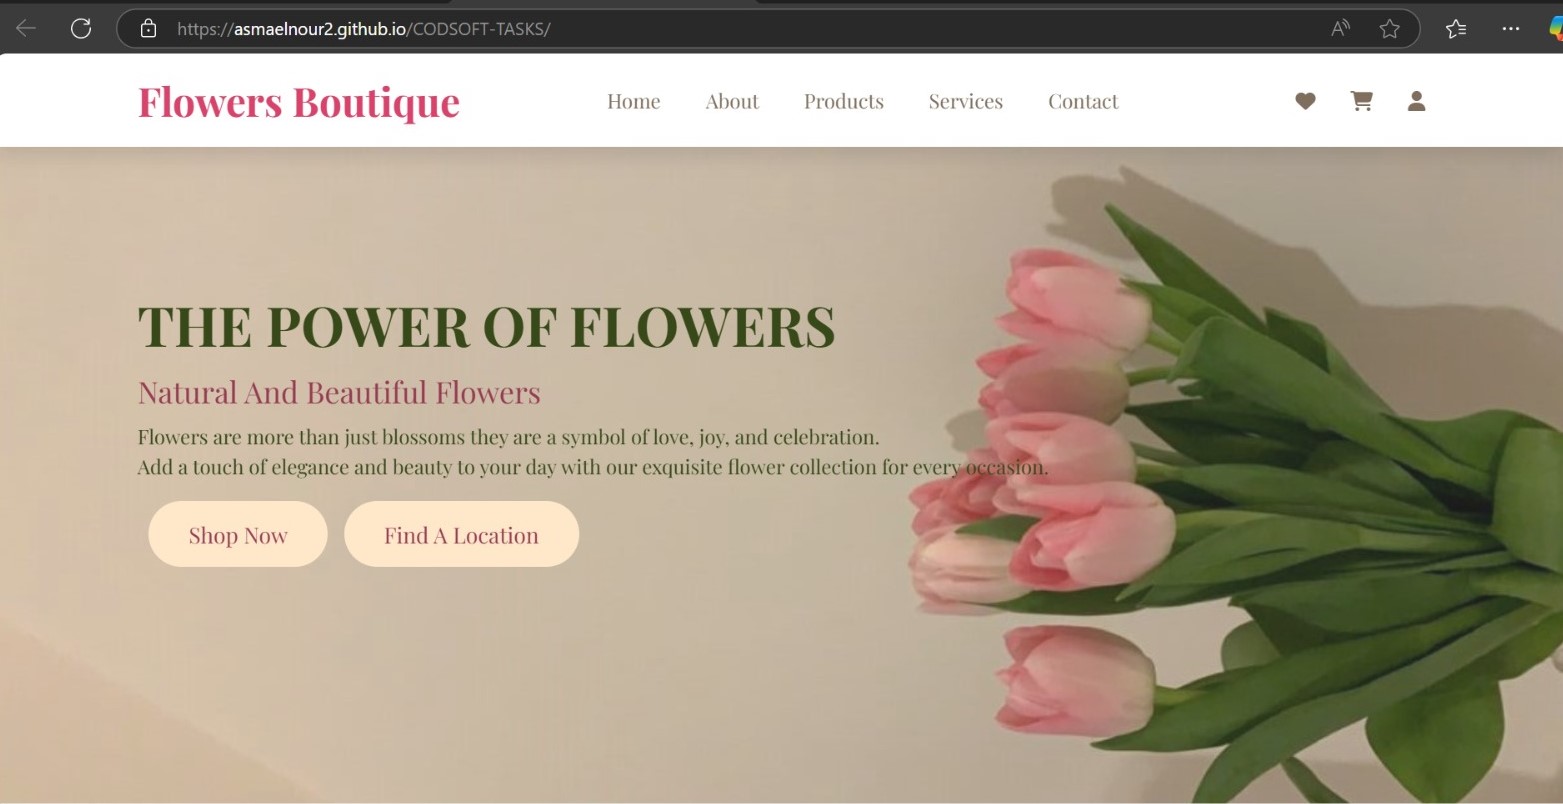 https://asmaelnour2.github.io/CODSOFT-TASKS/
Flowers Boutique
Home About Products Services Contact
THE POWER OF FLOWERS
Natural And Beautiful Flowers
Flowers are more than just blossoms they are a symbol of love, joy, and celebration.
Add a touch of elegance and beauty to your day with our exquisite flower collection for every occasion.
Shop Now Find A Location